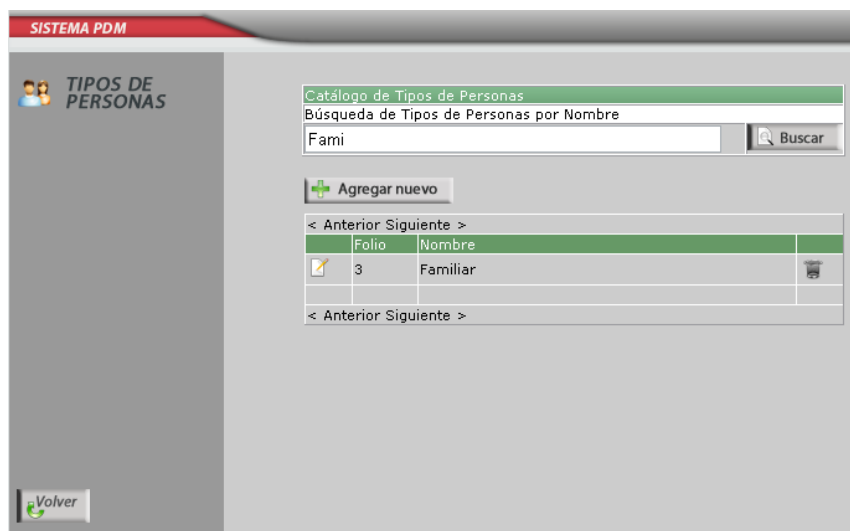 SISTEMA PDM
TIPOS DE
PERSONAS
Catálogo de Tipos de Personas
Búsqueda de Tipos de Personas por Nombre
Fami
Buscar
Agregar nuevo
< Anterior Siguiente >
Folio Nombre
3 Familiar
< Anterior Siguiente >
Volver